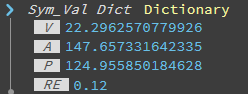 Sym_Val Dict Dictionary
V 22.2962570779926
A 147.657331642335
P 124.955850184628
RE 0.12